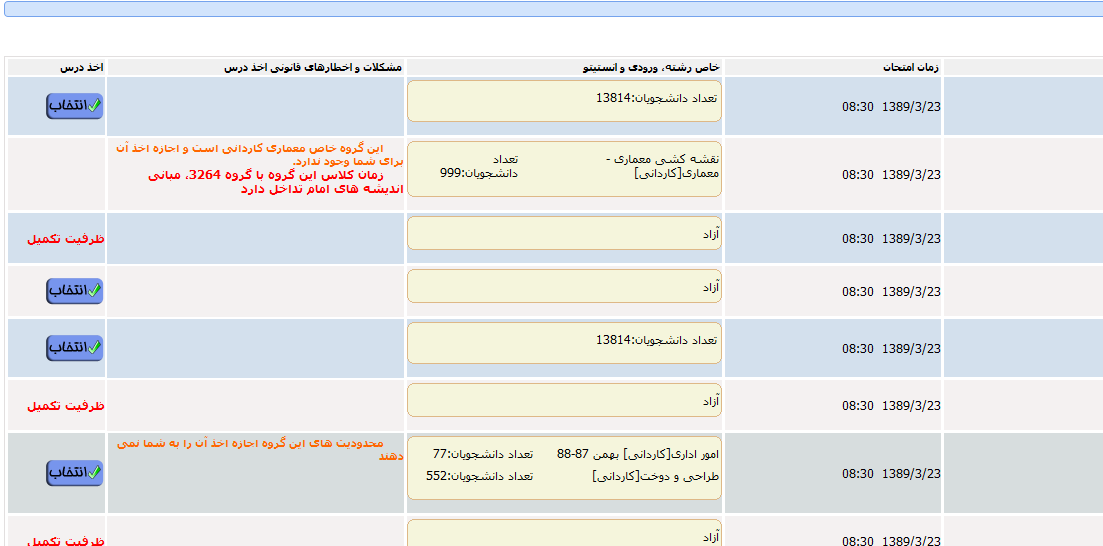 زمان امتحان	خاص رشته، ورودی و انستیتو	مشکلات و اخطارهای قانونی اخذ درس	اخذ درس
1389/3/23 08:30	تعداد دانشجویان:13814	انتخاب
1389/3/23 08:30	نقشه کشی معماری - معماری[کاردانی]	تعداد دانشجویان:999
این گروه خاص معماری کاردانی است و اجازه اخذ آن
برای شما وجود ندارد.
زمان کلاس این گروه با گروه 3264، مبانی
اندیشه های امام تداخل دارد
1389/3/23 08:30	آزاد	ظرفیت تکمیل
1389/3/23 08:30	آزاد	انتخاب
1389/3/23 08:30	تعداد دانشجویان:13814	انتخاب
1389/3/23 08:30	آزاد	ظرفیت تکمیل
1389/3/23 08:30	امور اداری[کاردانی] بهمن 87-88	تعداد دانشجویان:77
طراحی و دوخت[کاردانی]	تعداد دانشجویان:552
محدودیت های این گروه اجازه اخذ آن را به شما نمی
دهند
انتخاب
1389/3/23 08:30	آزاد	ظرفیت تکمیل